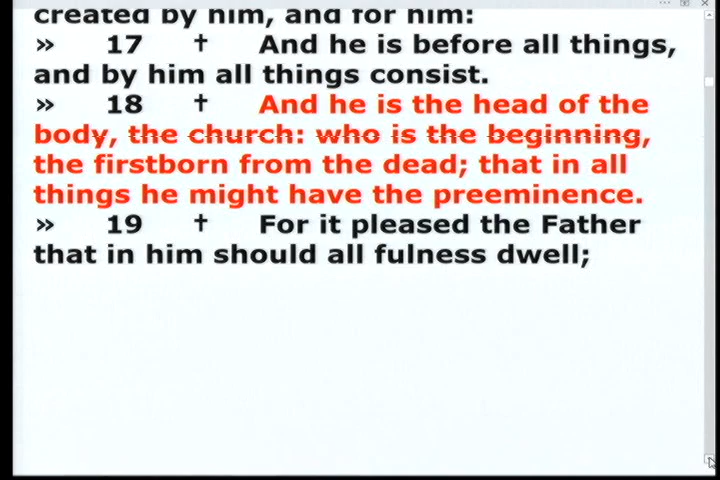 created by him, and for him:
» 17 † And he is before all things,
and by him all things consist.
» 18 † And he is the head of the
body, the church: who is the beginning,
the firstborn from the dead; that in all
things he might have the preeminence.
» 19 † For it pleased the Father
that in him should all fulness dwell;